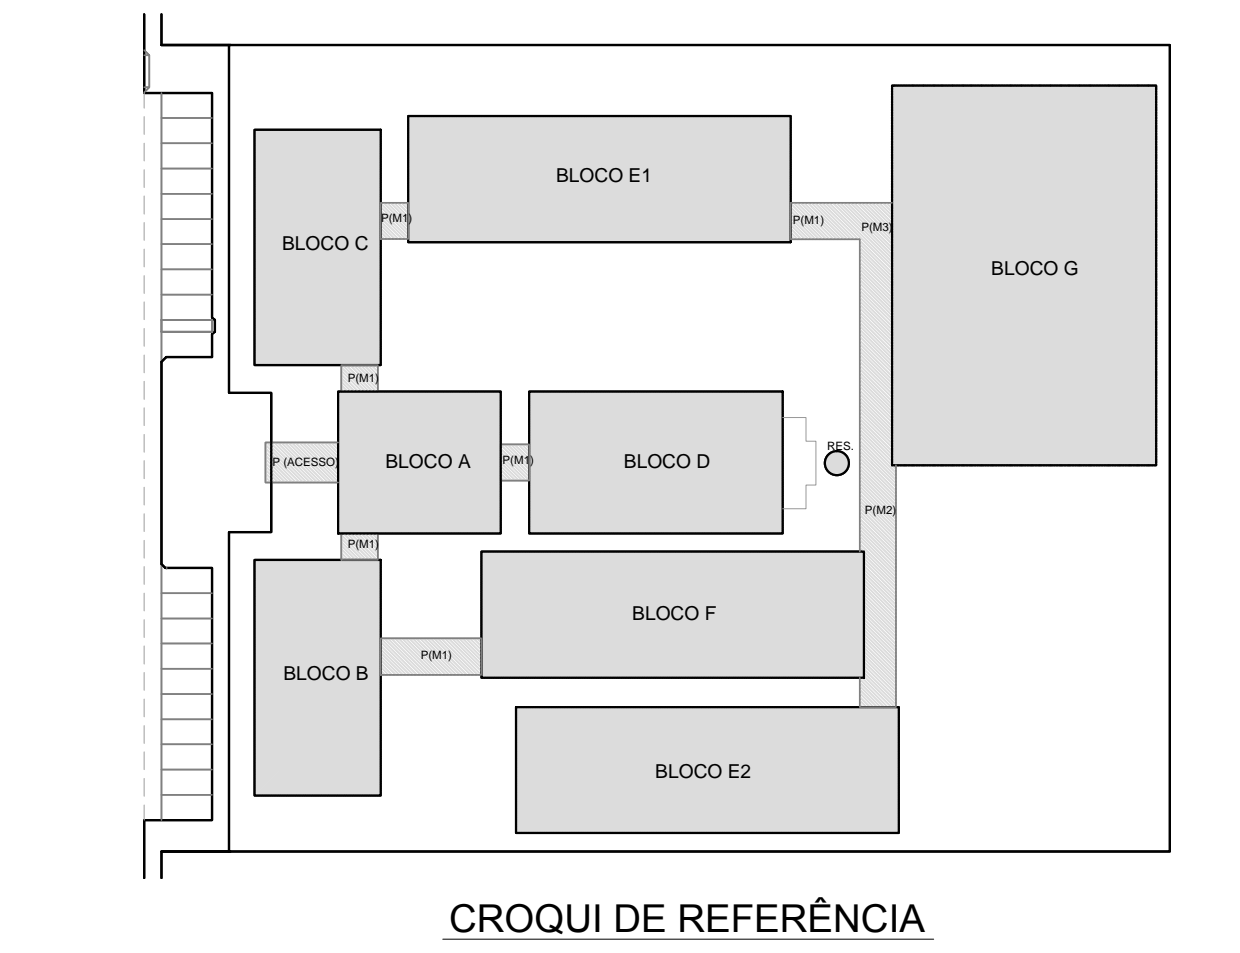 BLOCO E1
P(M1)
P(M1)
P(M3)
BLOCO C
BLOCO G
P(M1)
RES.
P (ACESSO)
BLOCO A
P(M1)
BLOCO D
P(M2)
P(M1)
BLOCO F
P(M1)
BLOCO B
BLOCO E2
CROQUI DE REFERÊNCIA